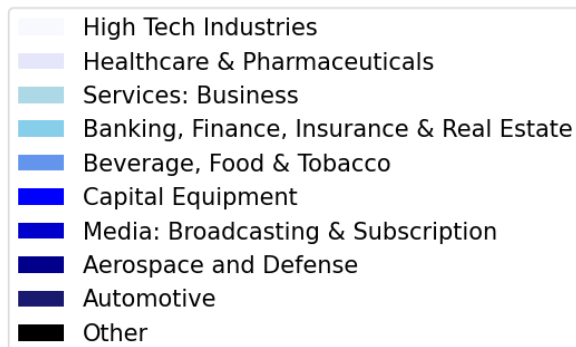 High Tech Industries
Healthcare & Pharmaceuticals
Services: Business
Banking, Finance, Insurance & Real Estate
Beverage, Food & Tobacco
Capital Equipment
Media: Broadcasting & Subscription
Aerospace and Defense
Automotive
Other